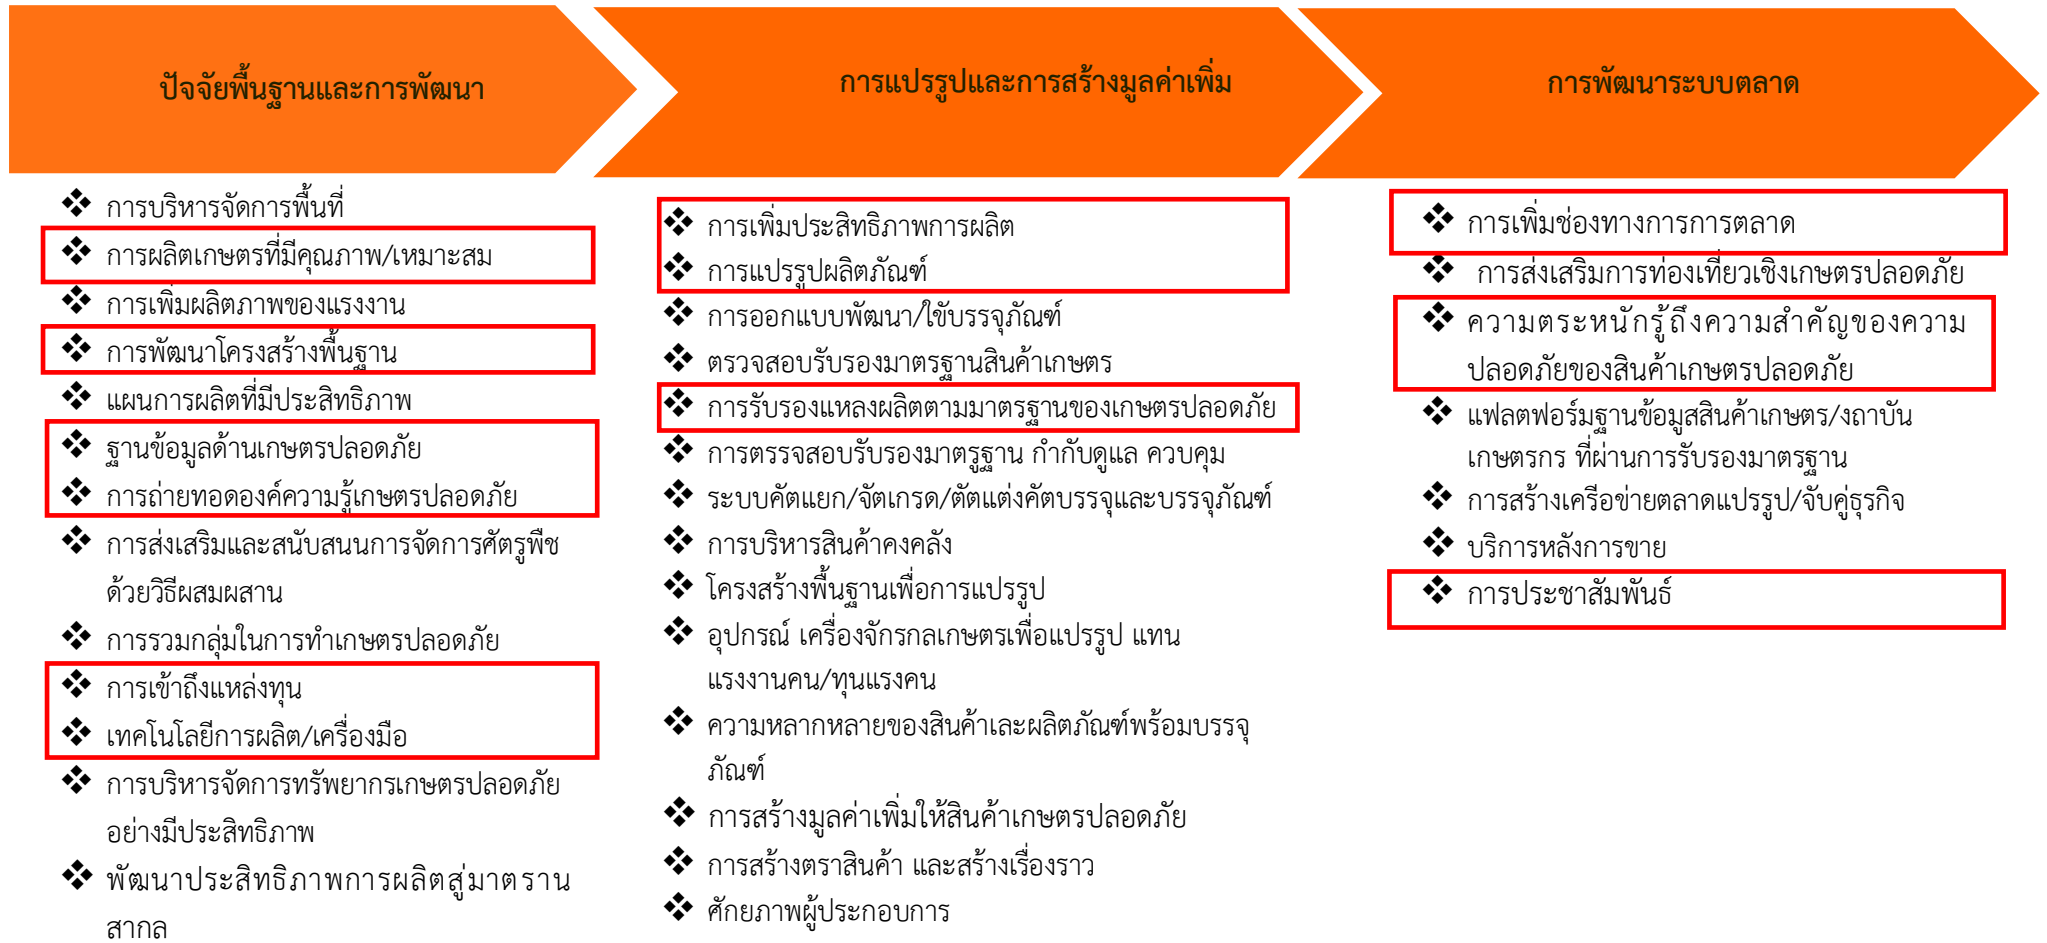 ปัจจัยพื้นฐานและการพัฒนา
การแปรรูปและการสร้างมูลค่าเพิ่ม
การพัฒนาระบบตลาด
❖ การบริหารจัดการพื้นที่
❖ การผลิตเกษตรที่มีคุณภาพ/เหมาะสม
❖ การเพิ่มผลิตภาพของแรงงาน
❖ การพัฒนาโครงสร้างพื้นฐาน
❖ แผนการผลิตที่มีประสิทธิภาพ
❖ ฐานข้อมูลด้านเกษตรปลอดภัย
❖ การถ่ายทอดองค์ความรู้เกษตรปลอดภัย
❖ การส่งเสริมและสนับสนนการจัดการศัตรูพืช
ด้วยวิธีผสมผสาน
❖ การรวมกลุ่มในการทำเกษตรปลอดภัย
❖ การเข้าถึงแหล่งทุน
❖ เทคโนโลยีการผลิต/เครื่องมือ
❖ การบริหารจัดการทรัพยากรเกษตรปลอดภัย
อย่างมีประสิทธิภาพ
❖ พัฒนาประสิทธิภาพการผลิตสู่มาตราน
สากล
❖ การเพิ่มประสิทธิภาพการผลิต
❖ การแปรรูปผลิตภัณฑ์
❖ การออกแบบพัฒนา/ใช้บรรจุภัณฑ์
❖ ตรวจสอบรับรองมาตรฐานสินค้าเกษตร
❖ การรับรองแหลงผลิตตามมาตรฐานของเกษตรปลอดภัย
❖ การตรรจสอบรับรองมาตรูฐาน กำกับดูแล ควบคุม
❖ ระบบคัตแยก/จัตเกรด/ตัตแต่งคัตบรรจุและบรรจุภัณฑ์
❖ การบริหารสินค้าคงคลัง
❖ โครงสร้างพื้นฐานเพื่อการแปรรูป
❖ อุปกรณ์ เครื่องจักรกลเกษตรเพื่อแปรรูป แทน
แรงงานคน/ทุนแรงคน
❖ ความหลากหลายของสินค้าเละผลิตภัณฑ์พร้อมบรรจุ
ภัณฑ์
❖ การสร้างมูลค่าเพิ่มให้สินค้าเกษตรปลอดภัย
❖ การสร้างตราสินค้า และสร้างเรื่องราว
❖ ศักยภาพผู้ประกอบการ
❖ การเพิ่มช่องทางการการตลาด
❖ การส่งเสริมการท่องเที่ยวเชิงเกษตรปลอดภัย
❖ ความตระหนักรู้ถึงความสำคัญของความ
ปลอดภัยของสินค้าเกษตรปลอดภัย
❖ แฟลตฟอร์มฐานข้อมูสสินค้าเกษตร/งถาบัน
เกษตรกร ที่ผ่านการรับรองมาตรฐาน
❖ การสร้างเครีอข่ายตลาดแปรรูป/จับคู่ธุรกิจ
❖ บริการหลังการขาย
❖ การประชาสัมพันธ์